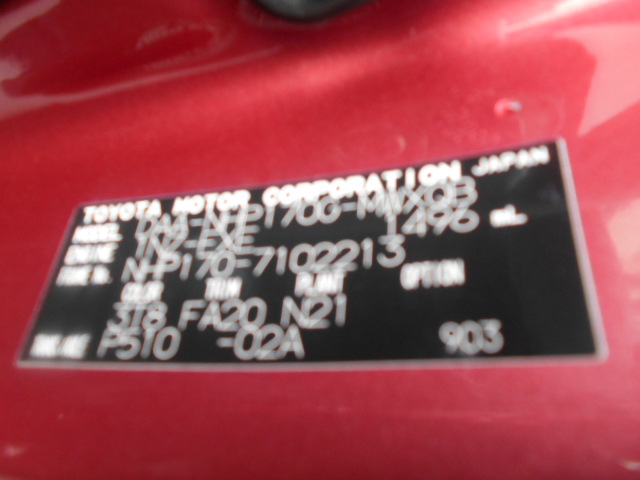 TOYOTA MOTOR CORPORATION JAPAN
MODEL DAA-NHP170G-MWXQB
ENGINE 1NZ-FXE 1496 mL
FRAME No. NHP170-7102213
COLOR TRIM PLANT OPTION
3T8 FA20 N21
P510 -02A 903